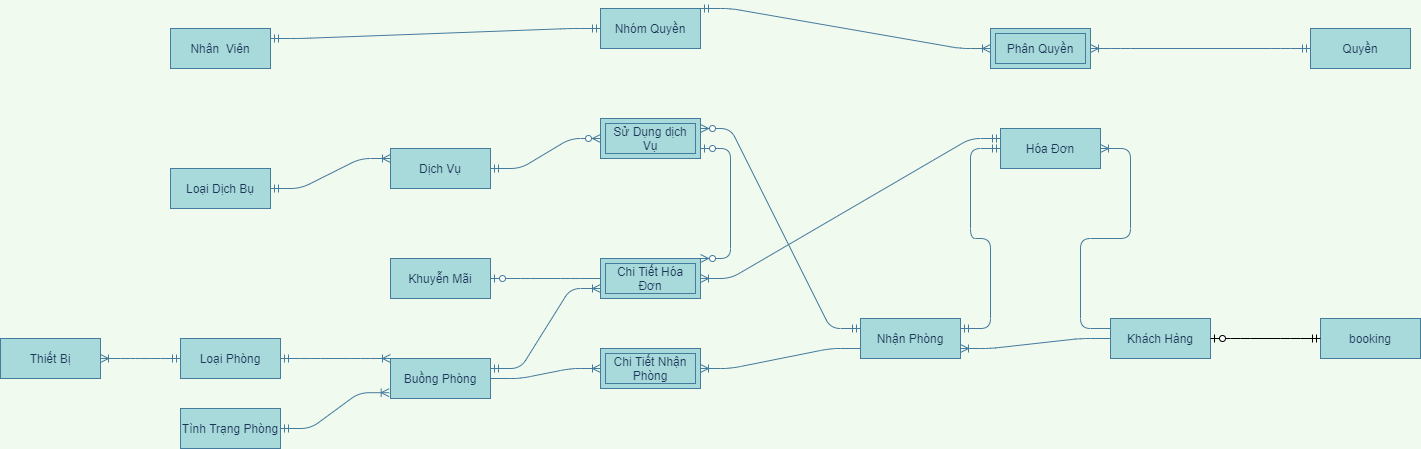 Nhân Viên
Nhóm Quyền
Phân Quyền
Quyền
Sử Dụng dịch
Vụ
Hóa Đơn
Dịch Vụ
Loại Dịch Bụ
Khuyễn Mãi
Chi Tiết Hóa
Đơn
Nhận Phòng
Khách Hàng
booking
Thiết Bị
Loại Phòng
Buồng Phòng
Chi Tiết Nhận
Phòng
Tình Trạng Phòng